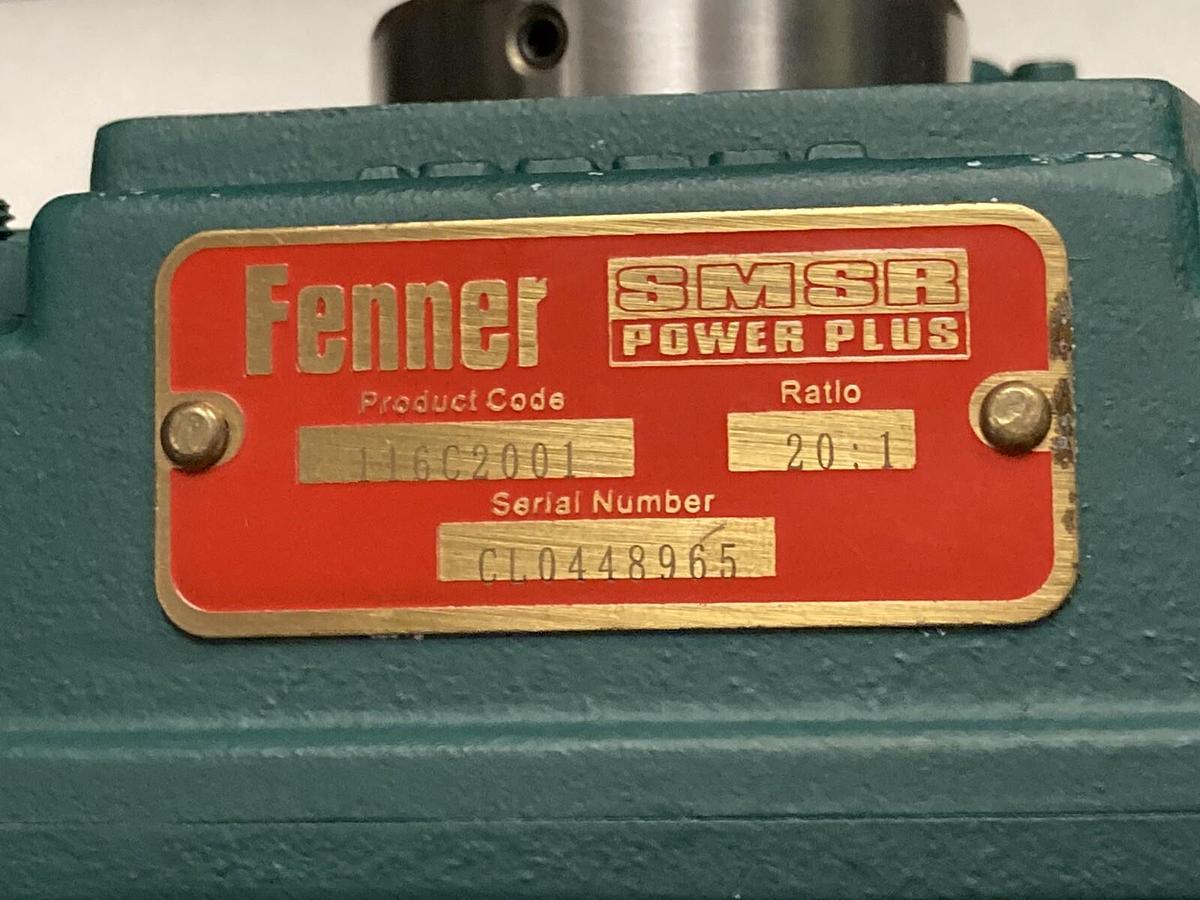 Fenner
SMSR
POWER PLUS
Product Code
Ratio
116C2001
20:1
Serial Number
CL0448965